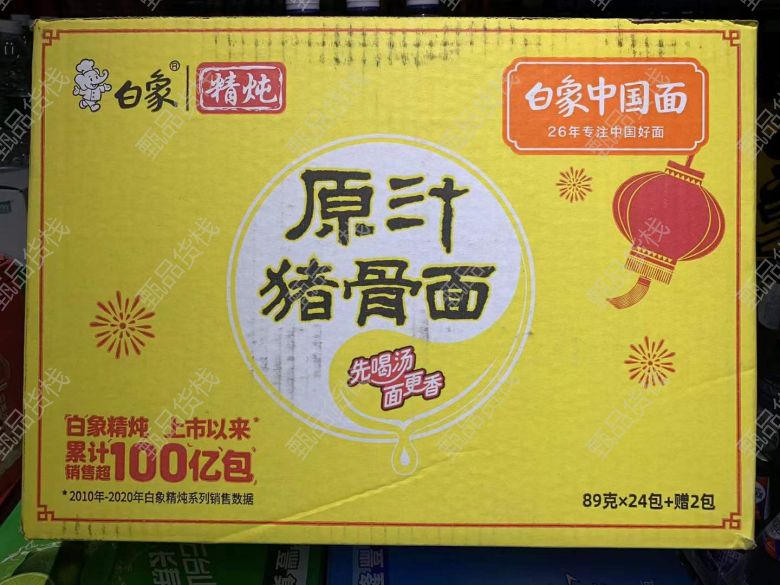 白象®
精炖
白象中国面
26年专注中国好面
原汁
猪骨面
先喝汤
面更香
白象精炖 上市以来*
累计
销售超
100亿包
*2010年-2020年白象精炖系列销售数据
89克×24包+赠2包
甄品货栈